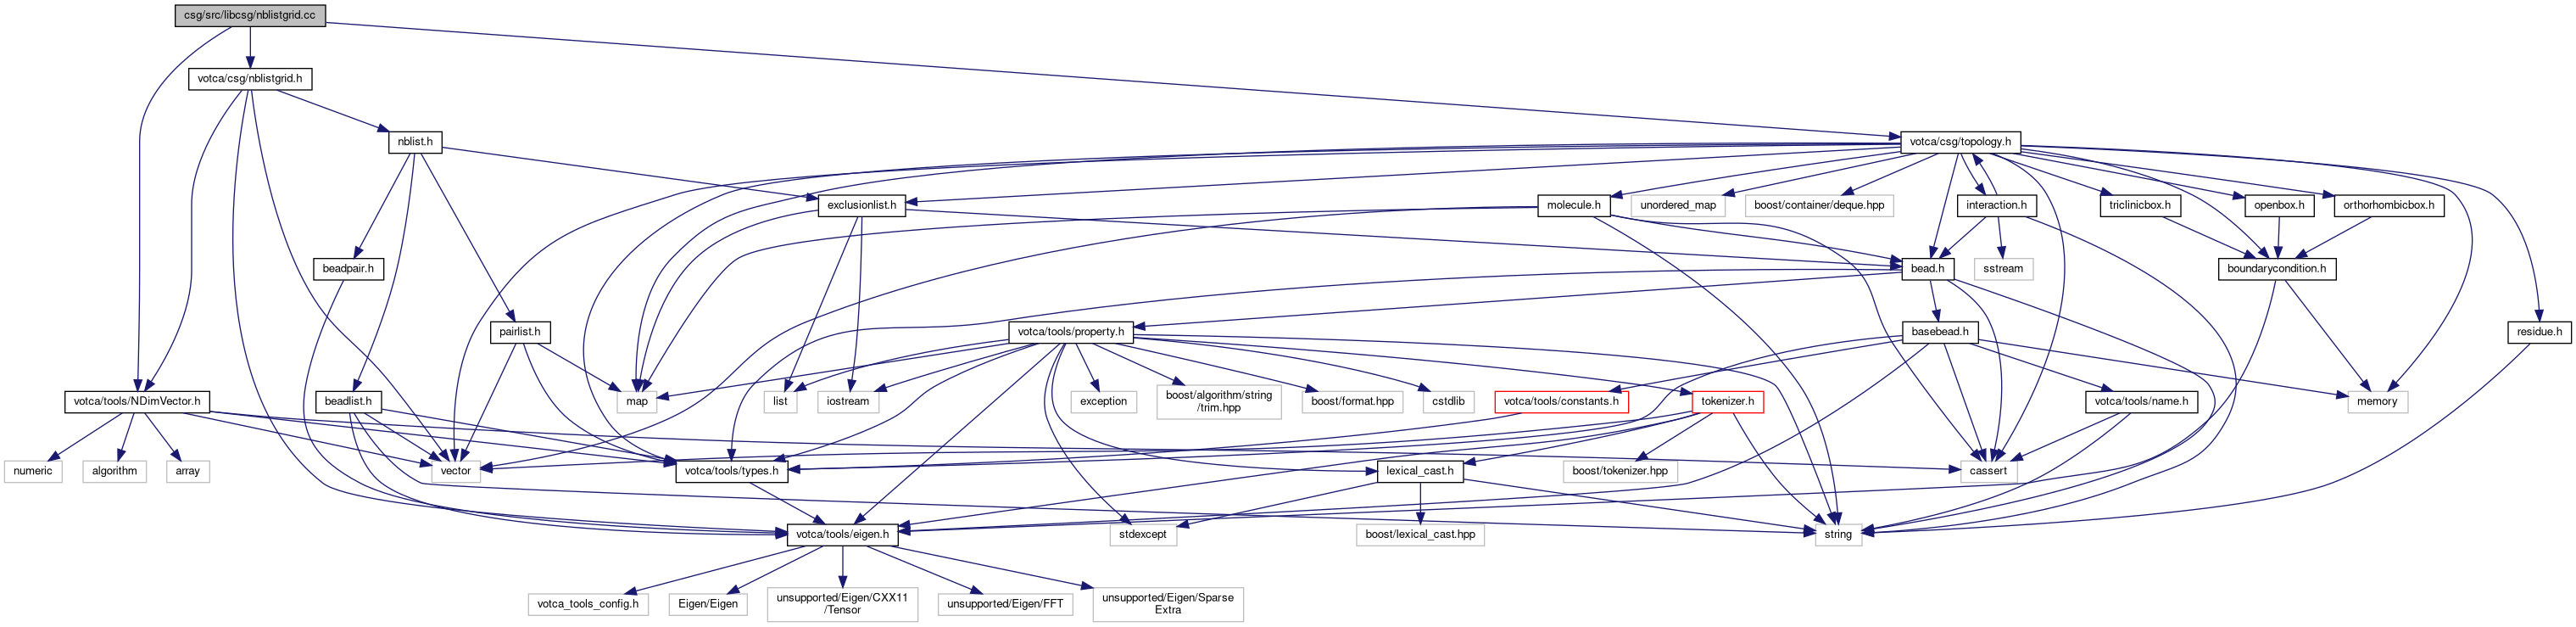 csg/src/libcsg/nblistgrid.cc
votca/csg/nblistgrid.h
nblist.h
votca/csg/topology.h
exclusionlist.h
molecule.h
unordered_map
boost/container/deque.hpp
interaction.h
triclinicbox.h
openbox.h
orthorhombicbox.h
beadpair.h
bead.h
sstream
boundarycondition.h
pairlist.h
votca/tools/property.h
basebead.h
residue.h
votca/tools/NDimVector.h
beadlist.h
map
list
iostream
exception
boost/algorithm/string
/trim.hpp
boost/format.hpp
cstdlib
votca/tools/constants.h
tokenizer.h
votca/tools/name.h
memory
numeric
algorithm
array
vector
votca/tools/types.h
lexical_cast.h
boost/tokenizer.hpp
cassert
votca/tools/eigen.h
stdexcept
boost/lexical_cast.hpp
string
votca_tools_config.h
Eigen/Eigen
unsupported/Eigen/CXX11
/Tensor
unsupported/Eigen/FFT
unsupported/Eigen/Sparse
Extra